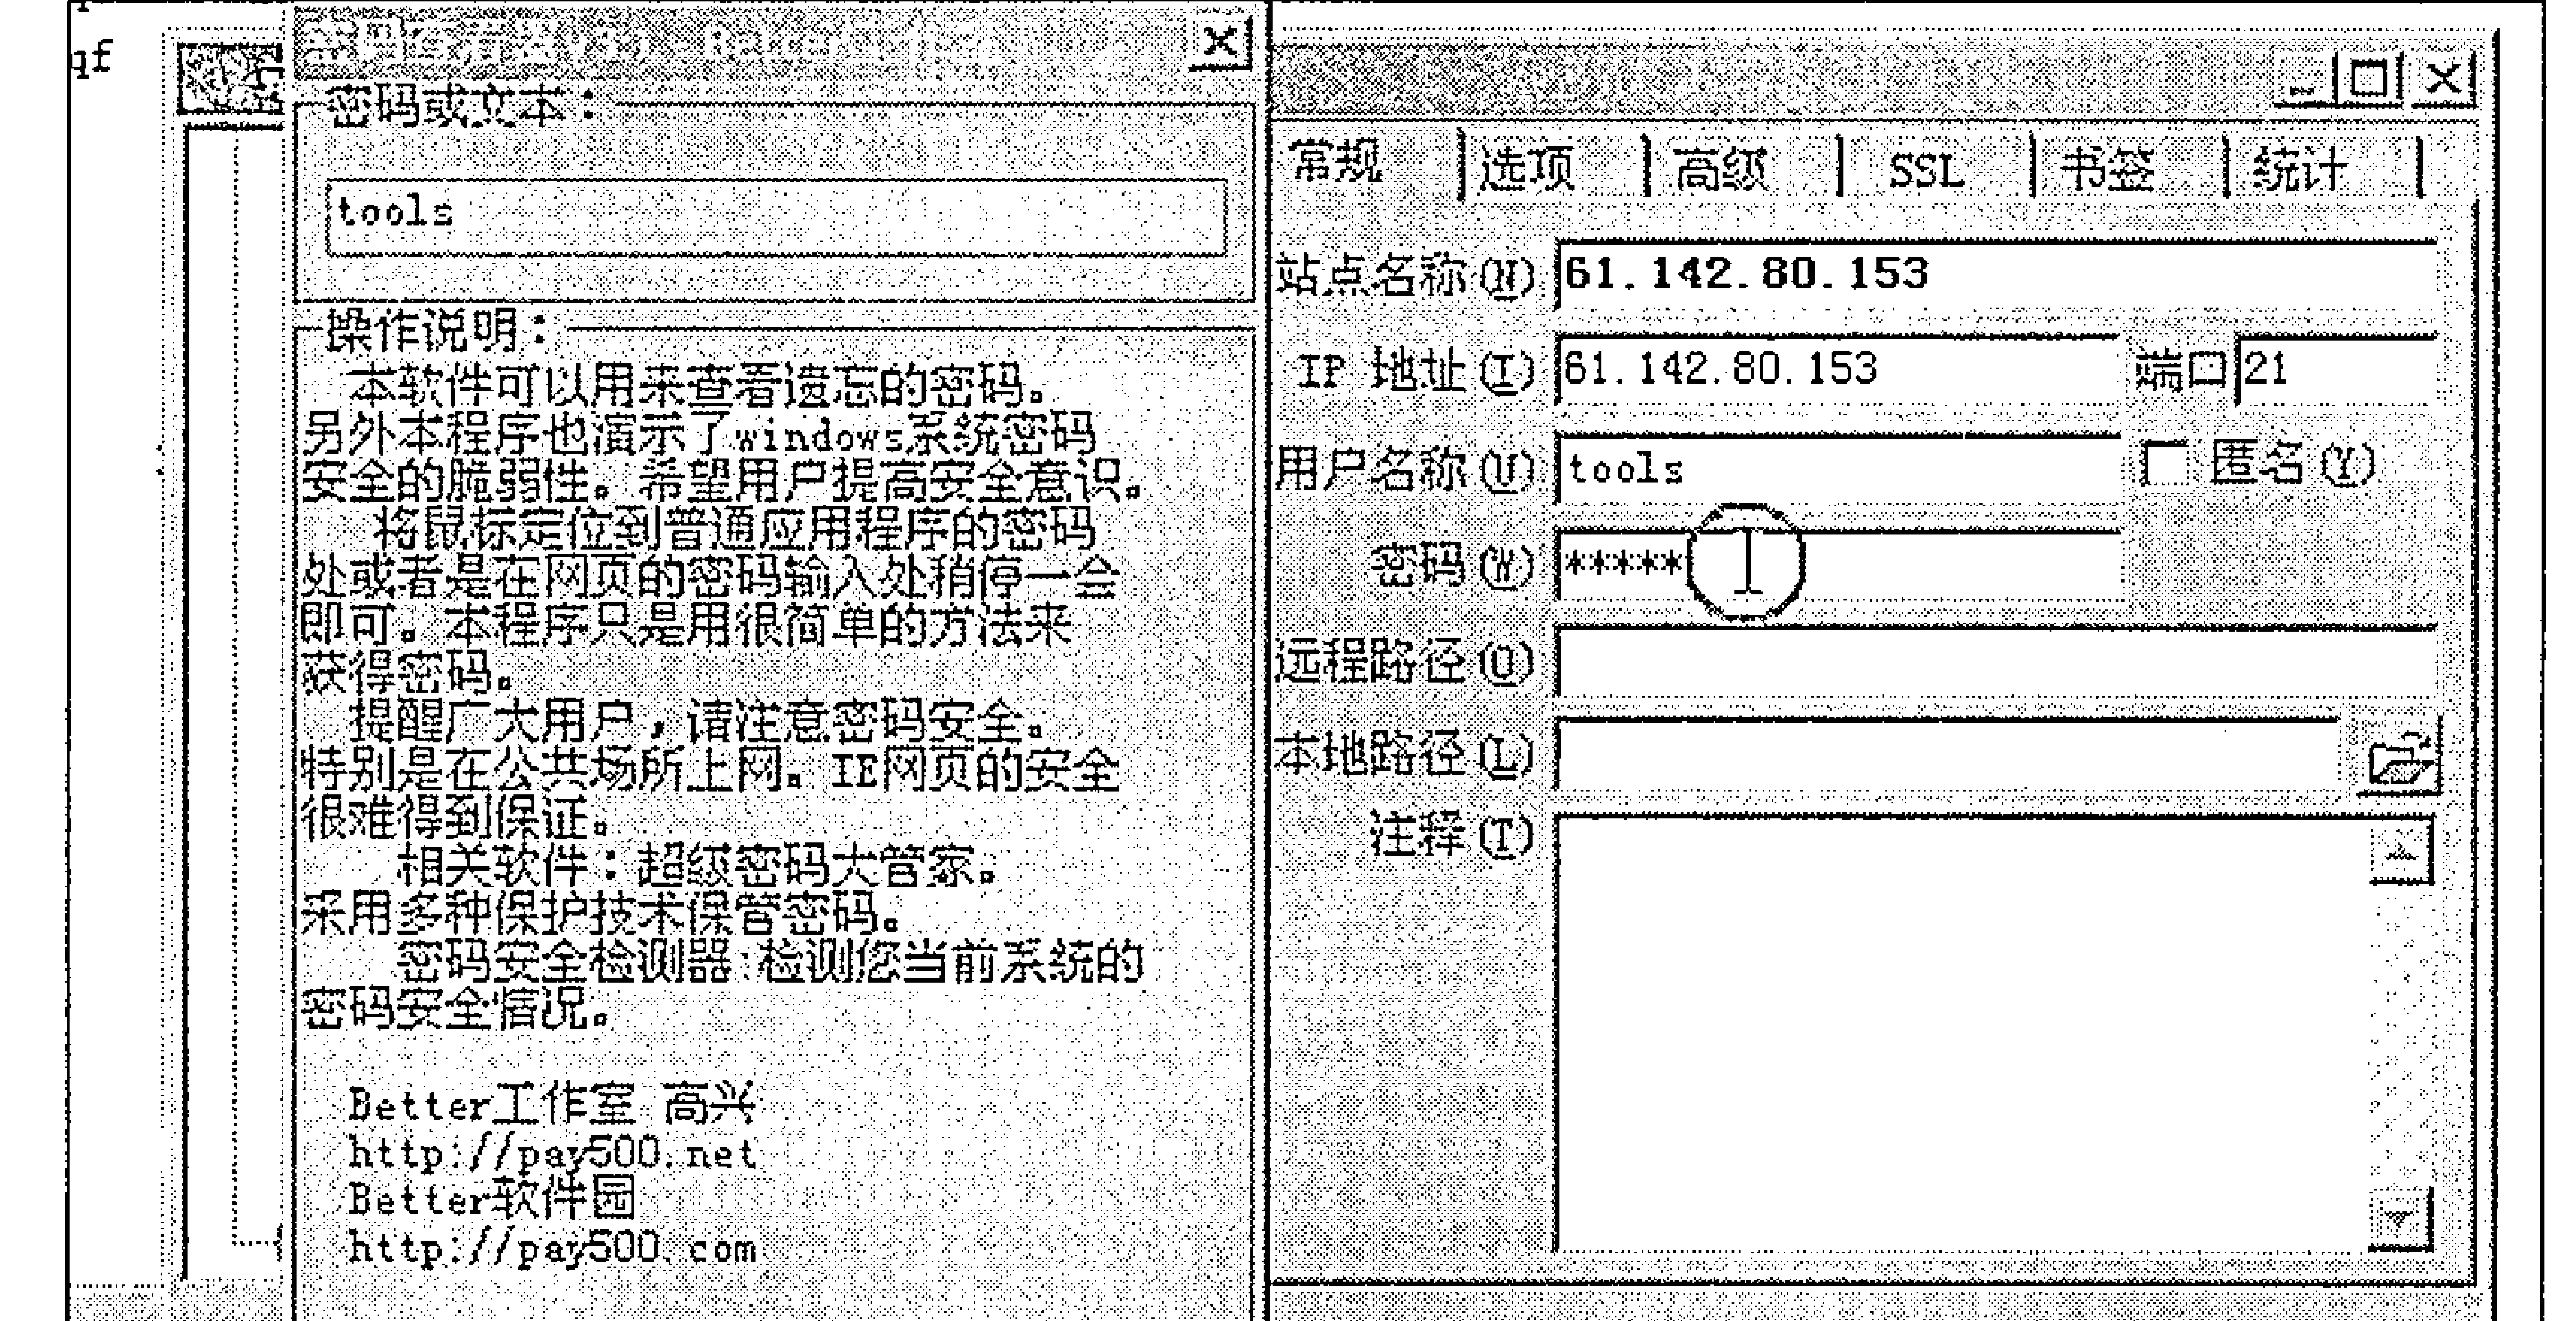 qf
密码或文本：
tools
操作说明：
本软件可以用来查看遗忘的密码。
另外本程序也演示了windows系统密码
安全的脆弱性。希望用户提高安全意识。
将鼠标定位到普通应用程序的密码
处或者是在网页的密码输入处稍停一会
即可。本程序只是用很简单的方法来
获得密码。
提醒广大用户，请注意密码安全。
特别是在公共场所上网。IE网页的安全
很难得到保证。
相关软件：超级密码大管家。
采用多种保护技术保管密码。
密码安全检测器:检测您当前系统的
密码安全情况。
Better工作室 高兴
http://pay500.net
Better软件园
http://pay500.com
常规 选项 高级 SSL 书签 统计
站点名称(N) 61.142.80.153
IP 地址(I) 61.142.80.153 端口 21
用户名称(U) tools 匿名(Y)
密码(W) *****
远程路径(O)
本地路径(L)
注释(T)